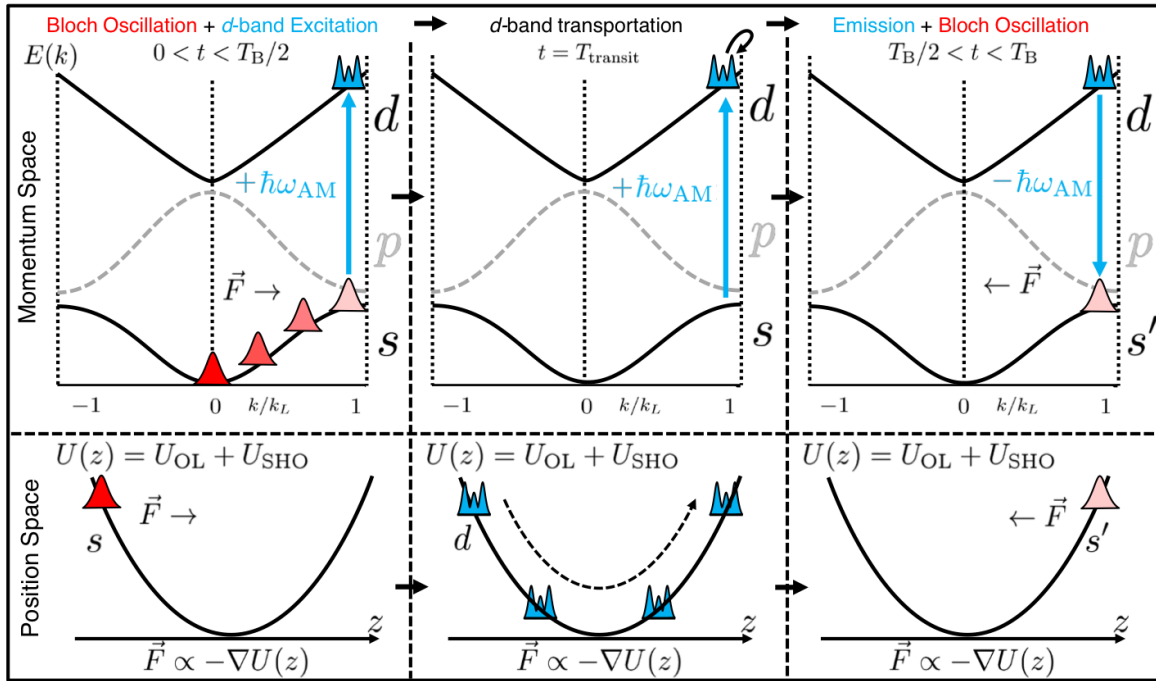 Bloch Oscillation + d-band Excitation
d-band transportation
Emission + Bloch Oscillation
Momentum Space
E(k)
0 < t < T_B/2
d
+ħω_AM
p
F⃗ →
s
−1 0 k/k_L 1
t = T_transit
d
+ħω_AM
p
s
−1 0 k/k_L 1
T_B/2 < t < T_B
d
−ħω_AM
p
← F⃗
s′
−1 0 k/k_L 1
Position Space
U(z) = U_OL + U_SHO
F⃗ →
s
z
F⃗ ∝ −∇U(z)
U(z) = U_OL + U_SHO
d
z
F⃗ ∝ −∇U(z)
U(z) = U_OL + U_SHO
← F⃗
s′
z
F⃗ ∝ −∇U(z)